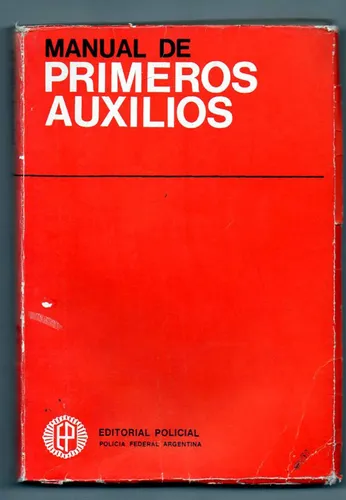 MANUAL DE
PRIMEROS
AUXILIOS
EP
EDITORIAL POLICIAL
POLICIA FEDERAL ARGENTINA